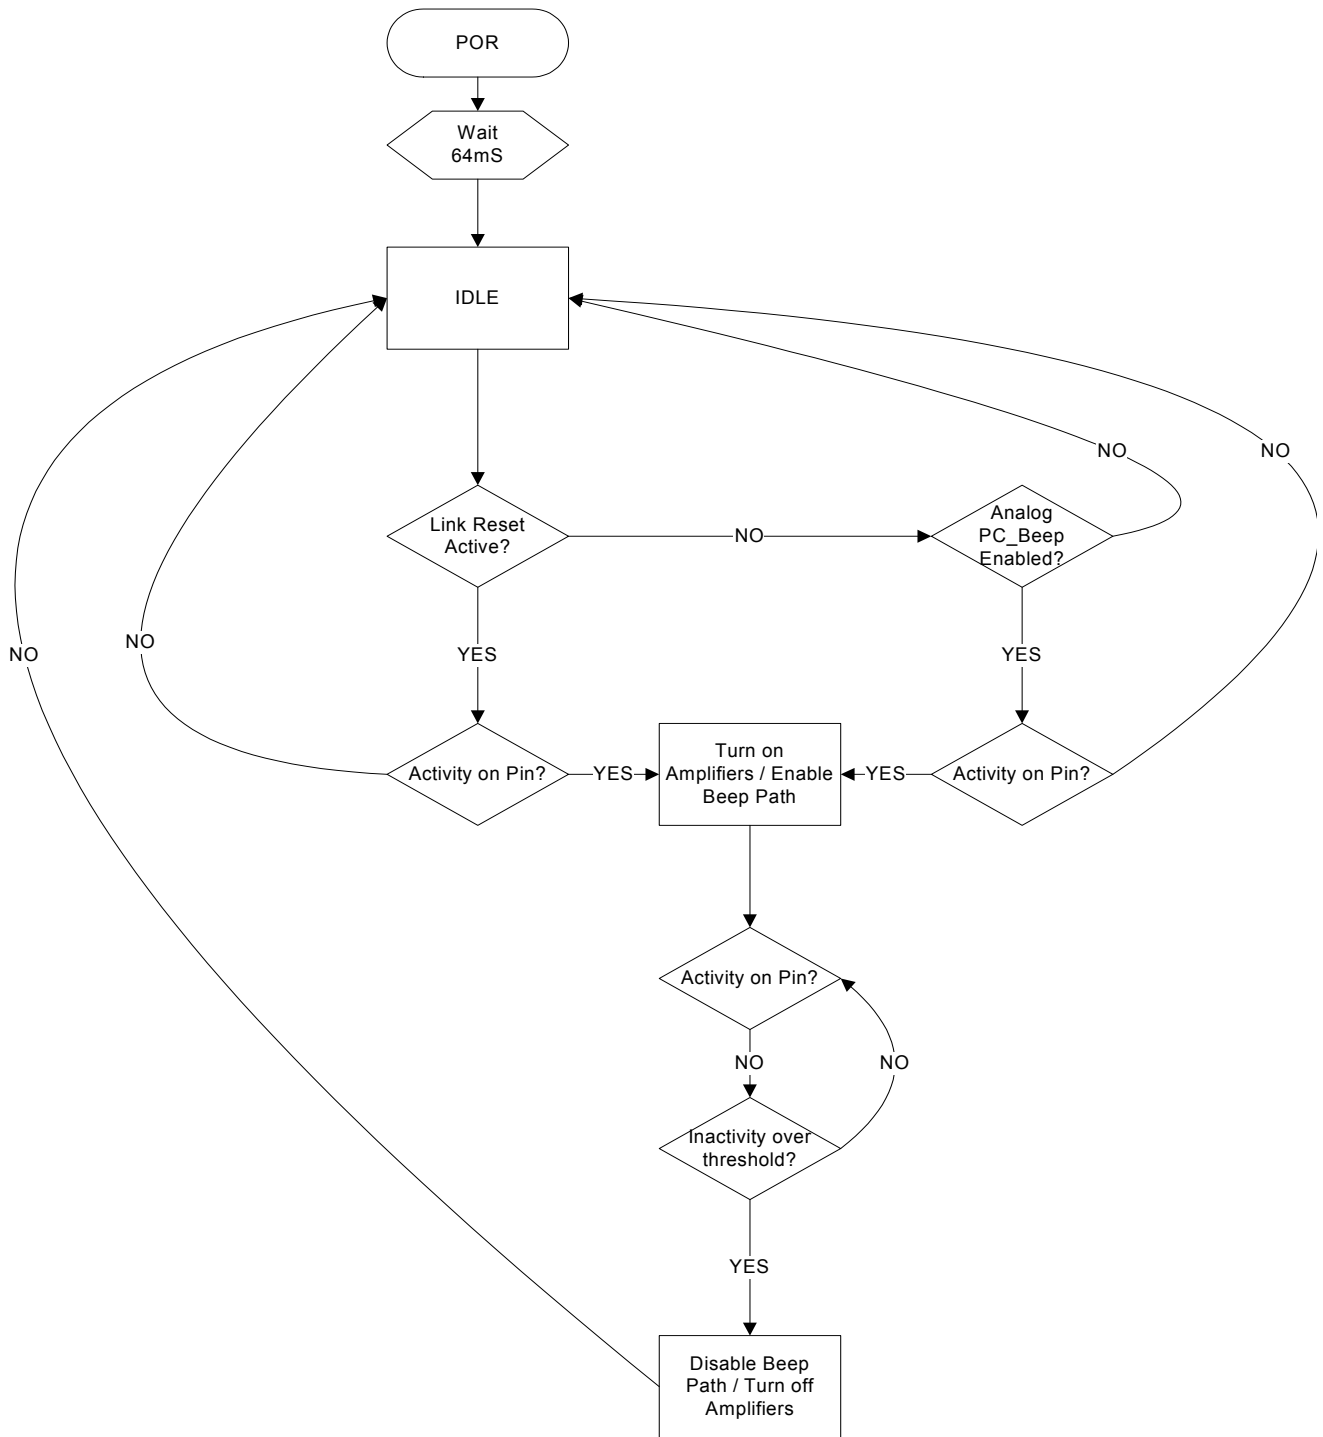 POR
Wait
64mS
IDLE
NO
NO
Link Reset
Active?
NO
Analog
PC_Beep
Enabled?
NO
NO
YES
YES
Activity on Pin?
YES
Turn on
Amplifiers / Enable
Beep Path
YES
Activity on Pin?
Activity on Pin?
NO
NO
Inactivity over
threshold?
YES
Disable Beep
Path / Turn off
Amplifiers